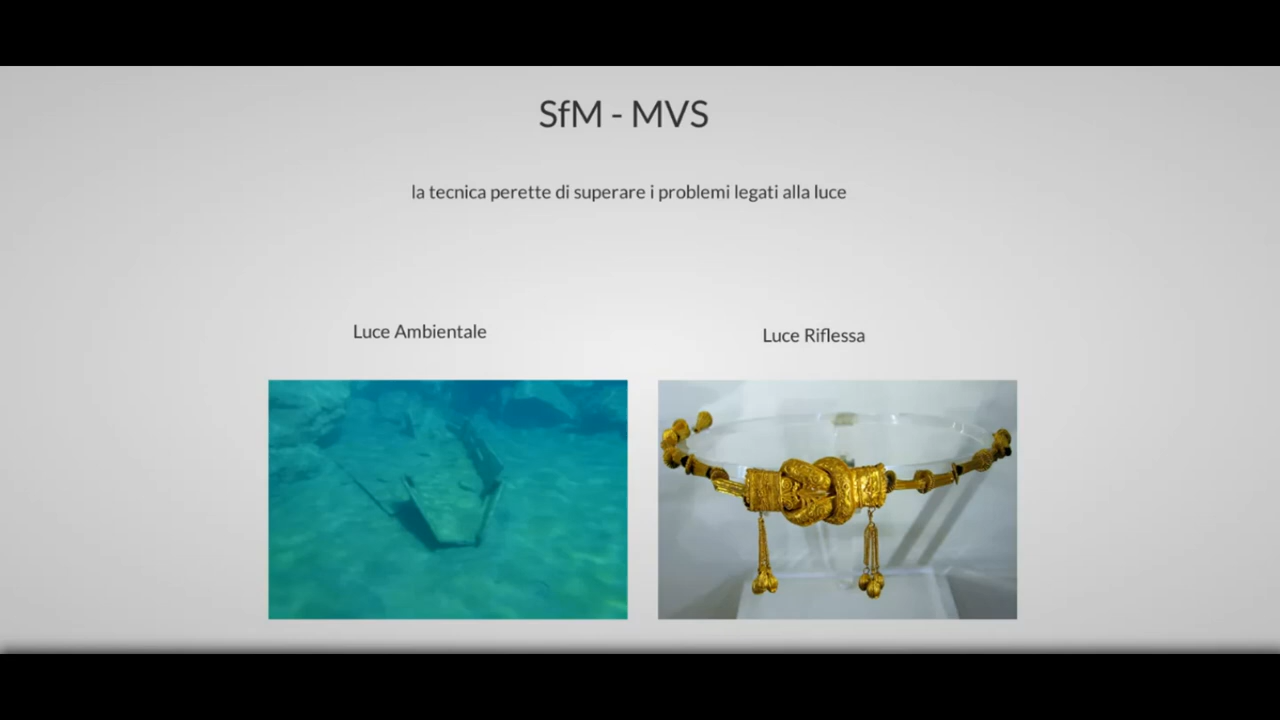 SfM - MVS
la tecnica perette di superare i problemi legati alla luce
Luce Ambientale
Luce Riflessa